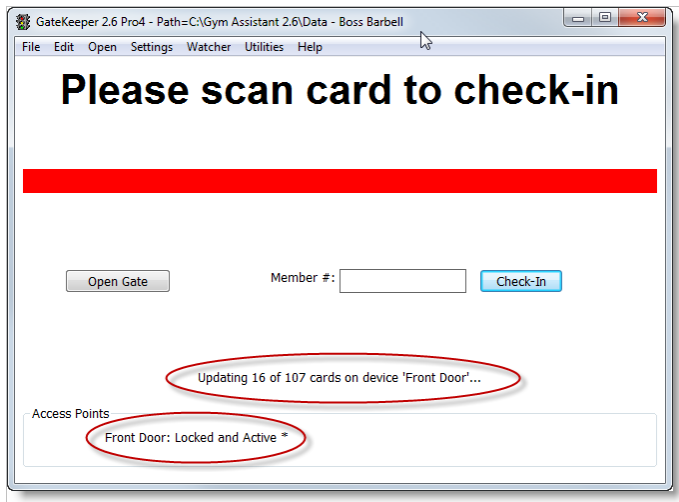 GateKeeper 2.6 Pro4 - Path=C:\Gym Assistant 2.6\Data - Boss Barbell
File Edit Open Settings Watcher Utilities Help
Please scan card to check-in
Open Gate Member #: Check-In
Updating 16 of 107 cards on device 'Front Door'...
Access Points
Front Door: Locked and Active *